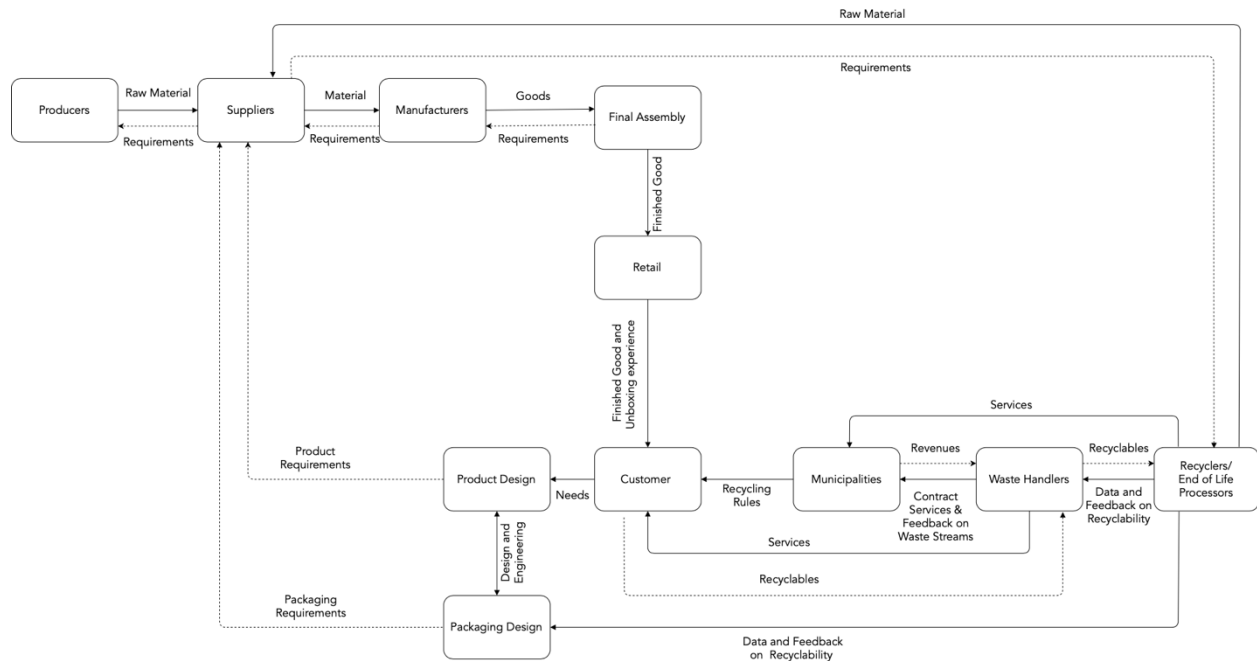 Raw Material
Requirements
Raw Material
Material
Goods
Producers
Suppliers
Manufacturers
Final Assembly
Requirements
Requirements
Requirements
Finished Good
Retail
Finished Good and
Unboxing experience
Services
Product
Requirements
Revenues
Recyclables
Product Design
Customer
Municipalities
Waste Handlers
Recyclers/
End of Life
Processors
Needs
Recycling
Rules
Contract
Services &
Feedback on
Waste Streams
Data and
Feedback on
Recyclability
Services
Design and
Engineering
Recyclables
Packaging
Requirements
Packaging Design
Data and Feedback
on Recyclability